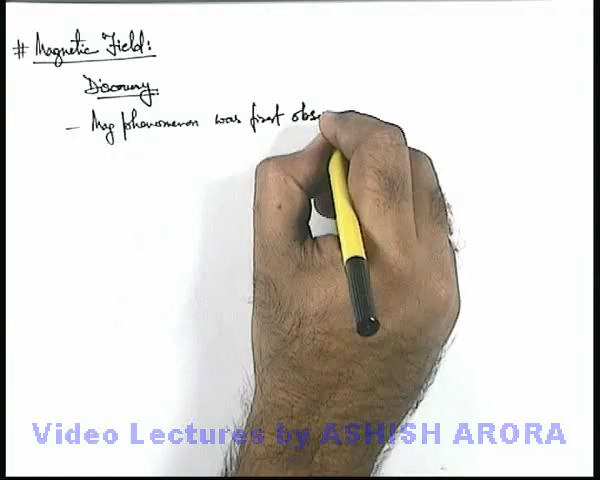 # Magnetic Field:
Discovery
– Mag phenomenon was first obs
Video Lectures by ASHISH ARORA